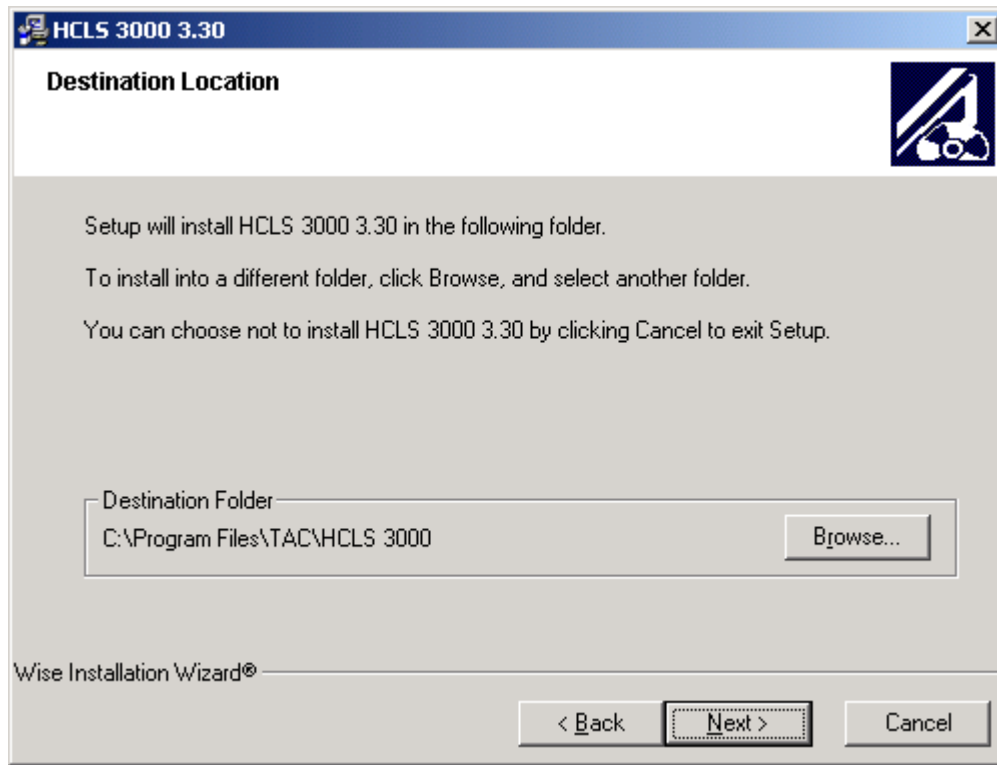 HCLS 3000 3.30
Destination Location
Setup will install HCLS 3000 3.30 in the following folder.
To install into a different folder, click Browse, and select another folder.
You can choose not to install HCLS 3000 3.30 by clicking Cancel to exit Setup.
Destination Folder
C:\Program Files\TAC\HCLS 3000
Browse...
Wise Installation Wizard®
< Back
Next >
Cancel